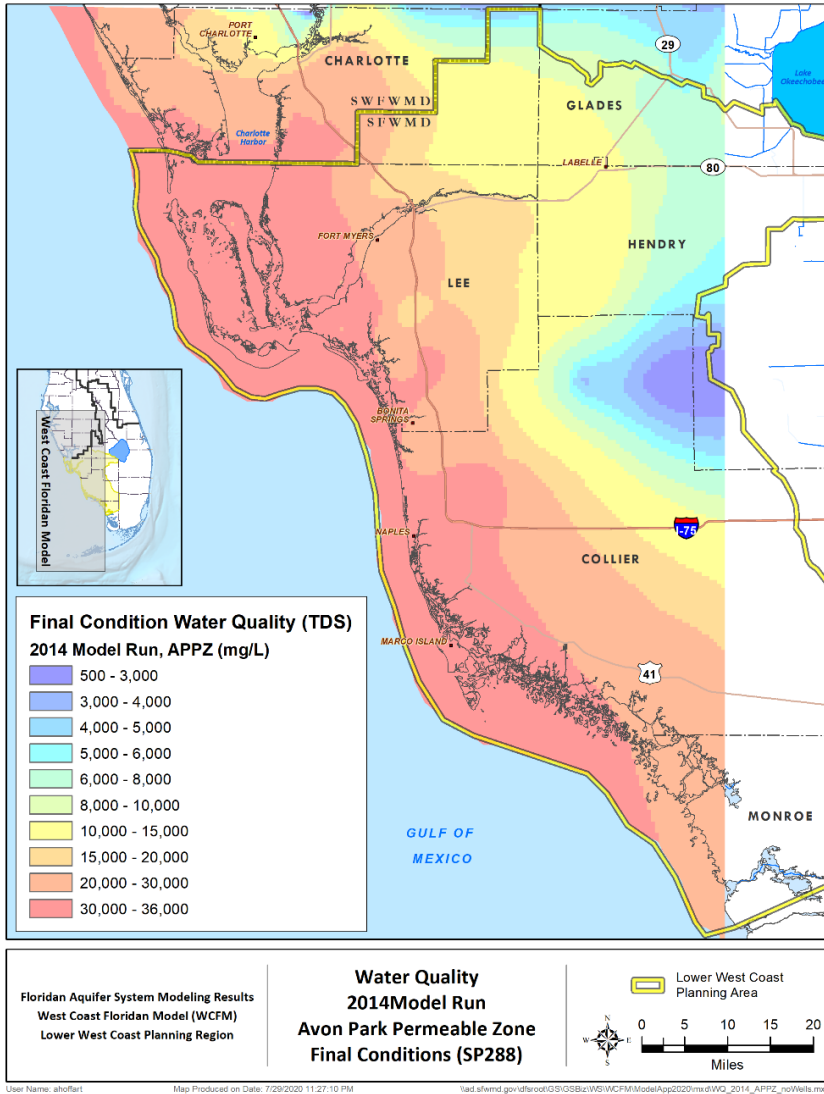 PORT
CHARLOTTE
CHARLOTTE
29
Lake
Okeechobee
SWFWMD
SFWMD
GLADES
Charlotte
Harbor
LABELLE
80
FORT MYERS
HENDRY
LEE
BONITA
SPRINGS
West Coast Floridan Model
NAPLES
I-75
COLLIER
MARCO ISLAND
41
MONROE
GULF OF
MEXICO
Final Condition Water Quality (TDS)
2014 Model Run, APPZ (mg/L)
500 - 3,000
3,000 - 4,000
4,000 - 5,000
5,000 - 6,000
6,000 - 8,000
8,000 - 10,000
10,000 - 15,000
15,000 - 20,000
20,000 - 30,000
30,000 - 36,000
Floridan Aquifer System Modeling Results
West Coast Floridan Model (WCFM)
Lower West Coast Planning Region
Water Quality
2014Model Run
Avon Park Permeable Zone
Final Conditions (SP288)
Lower West Coast
Planning Area
N
W E
S
0 5 10 15 20
Miles
User Name: ahoffart Map Produced on Date: 7/29/2020 11:27:10 PM \\ad.sfwmd.gov\dfsroot\GS\GSBiz\WS\WCFM\ModelApp2020\mxd\WQ_2014_APPZ_noWells.mx